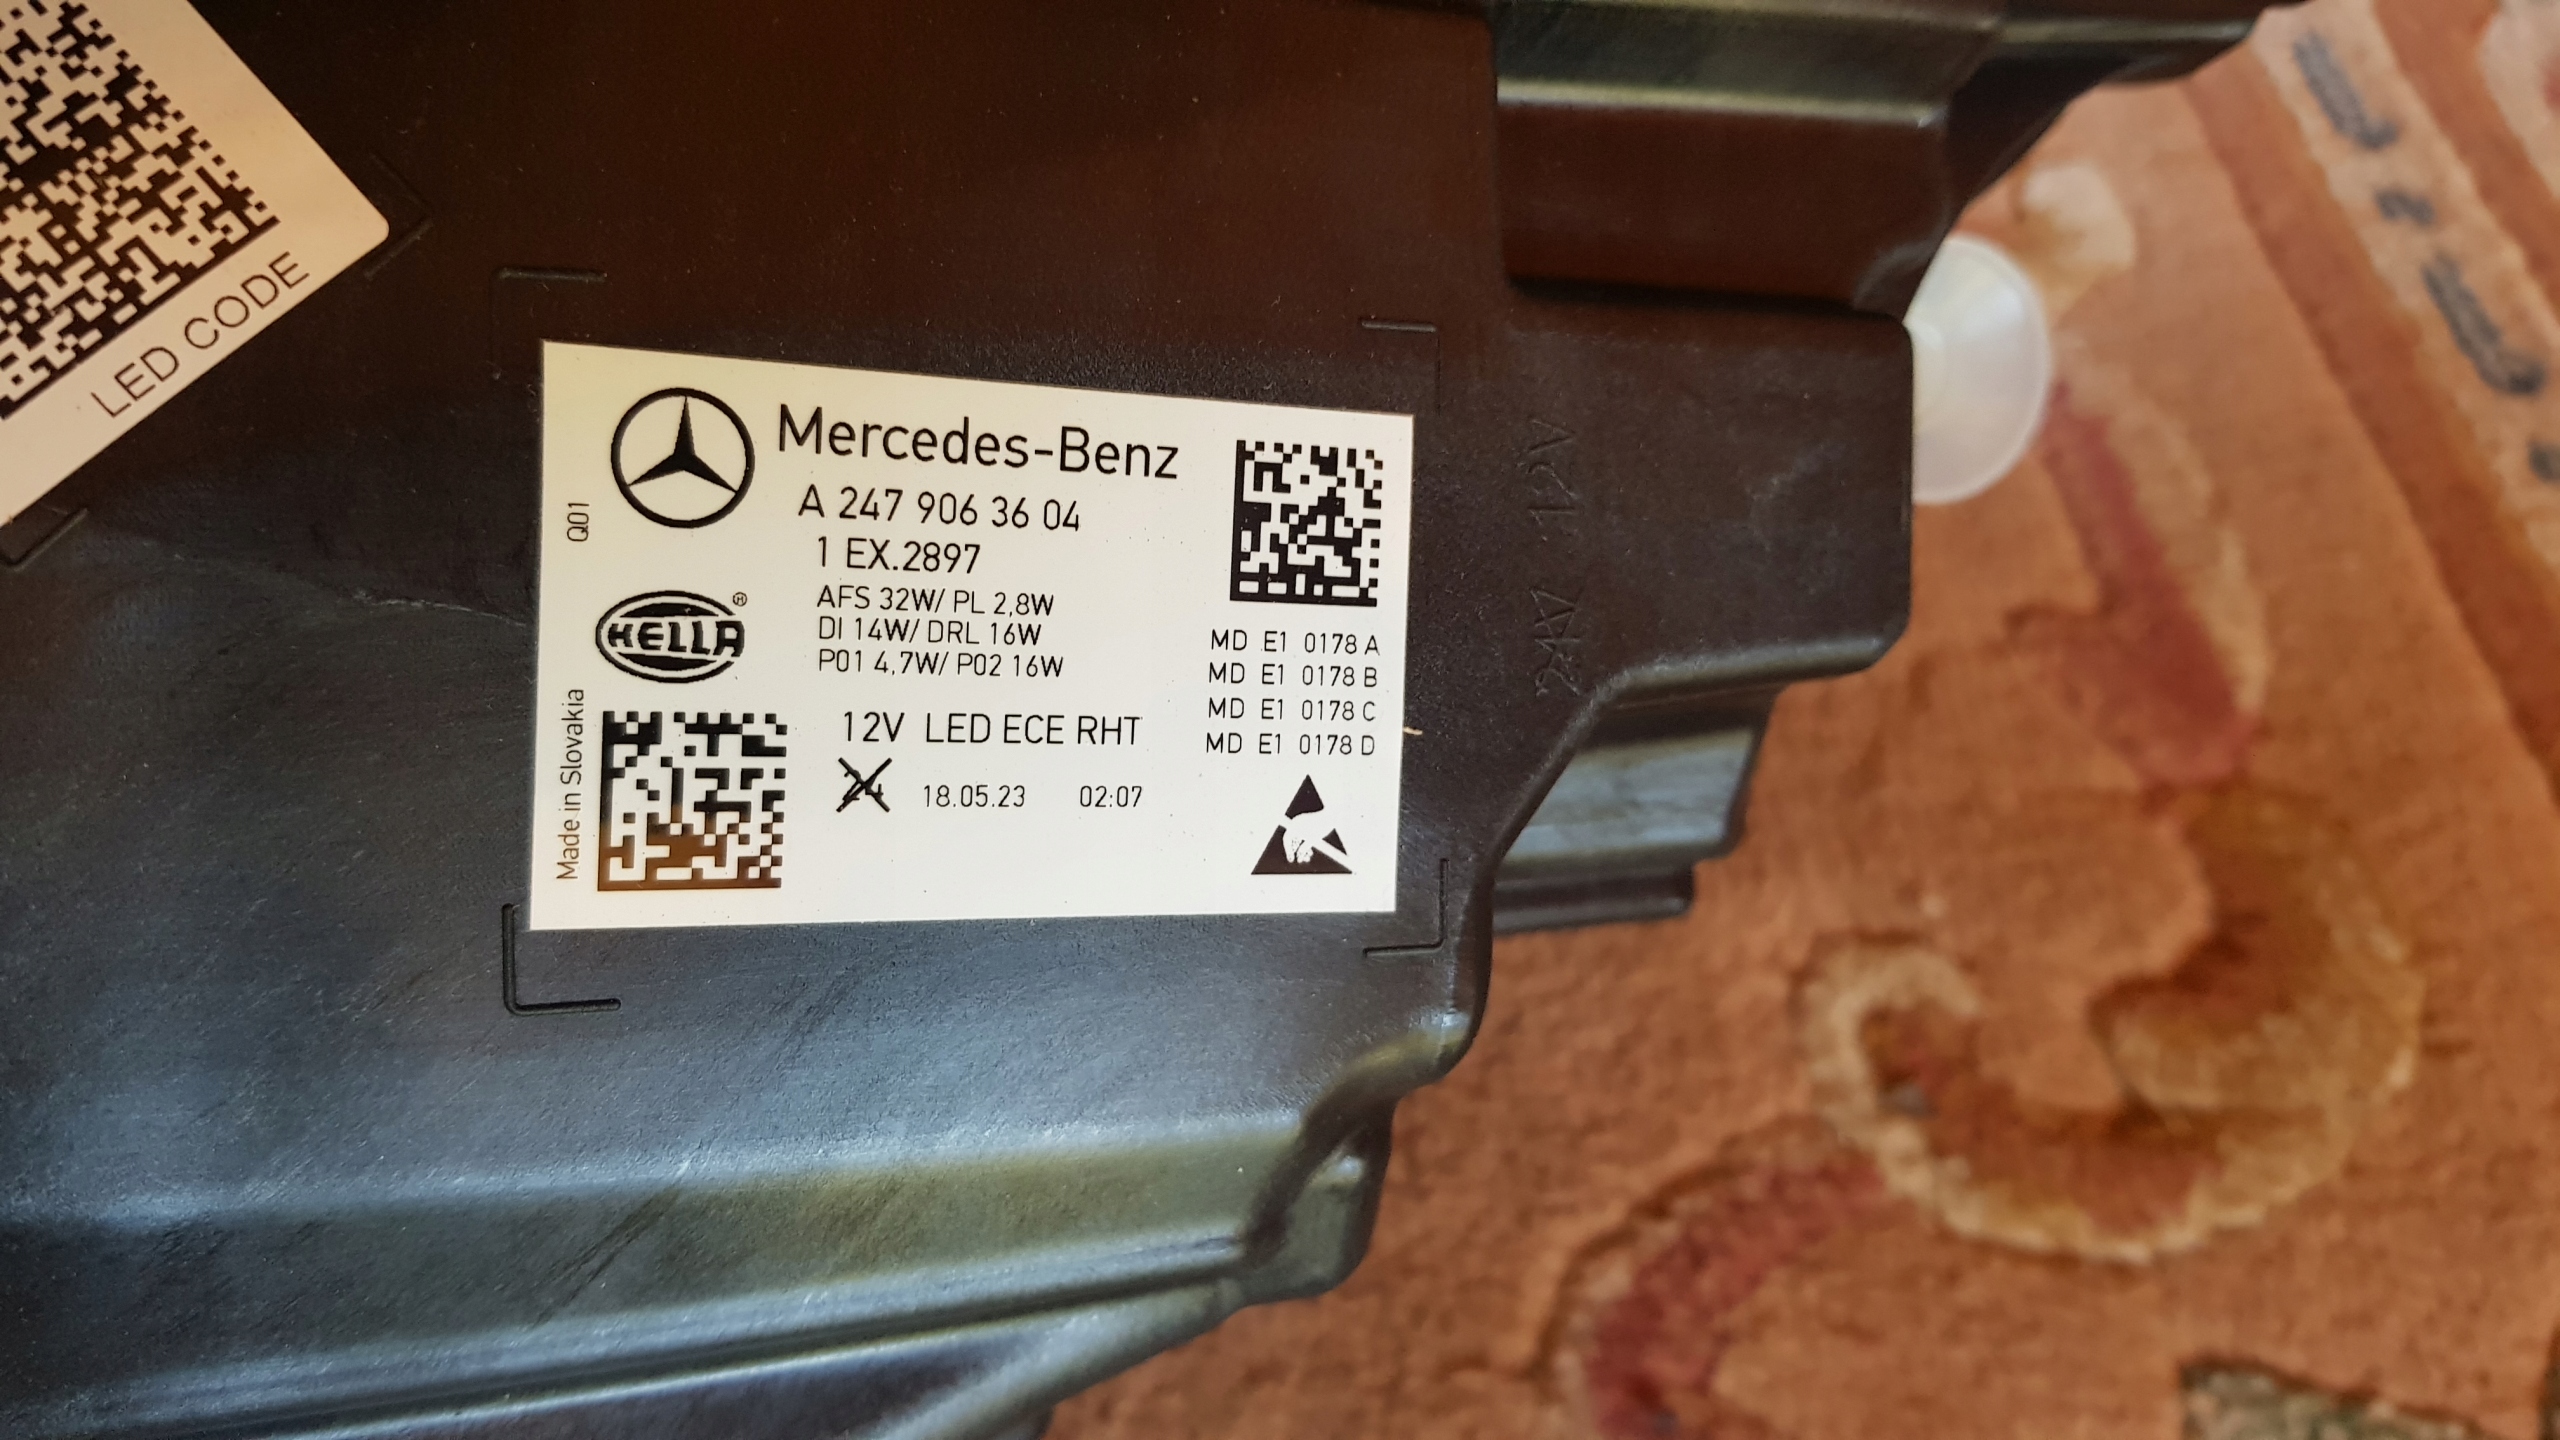 LED CODE
Mercedes-Benz
A 247 906 36 04
1 EX.2897
Q01
HELLA®
AFS 32W/ PL 2,8W
DI 14W/ DRL 16W
P01 4,7W/ P02 16W
MD E1 0178 A
MD E1 0178 B
MD E1 0178 C
MD E1 0178 D
Made in Slovakia
12V LED ECE RHT
24 18.05.23 02:07